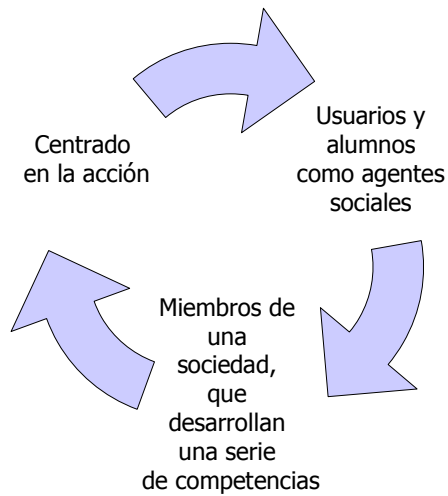 Centrado
en la acción
Usuarios y
alumnos
como agentes
sociales
Miembros de
una
sociedad,
que
desarrollan
una serie
de competencias